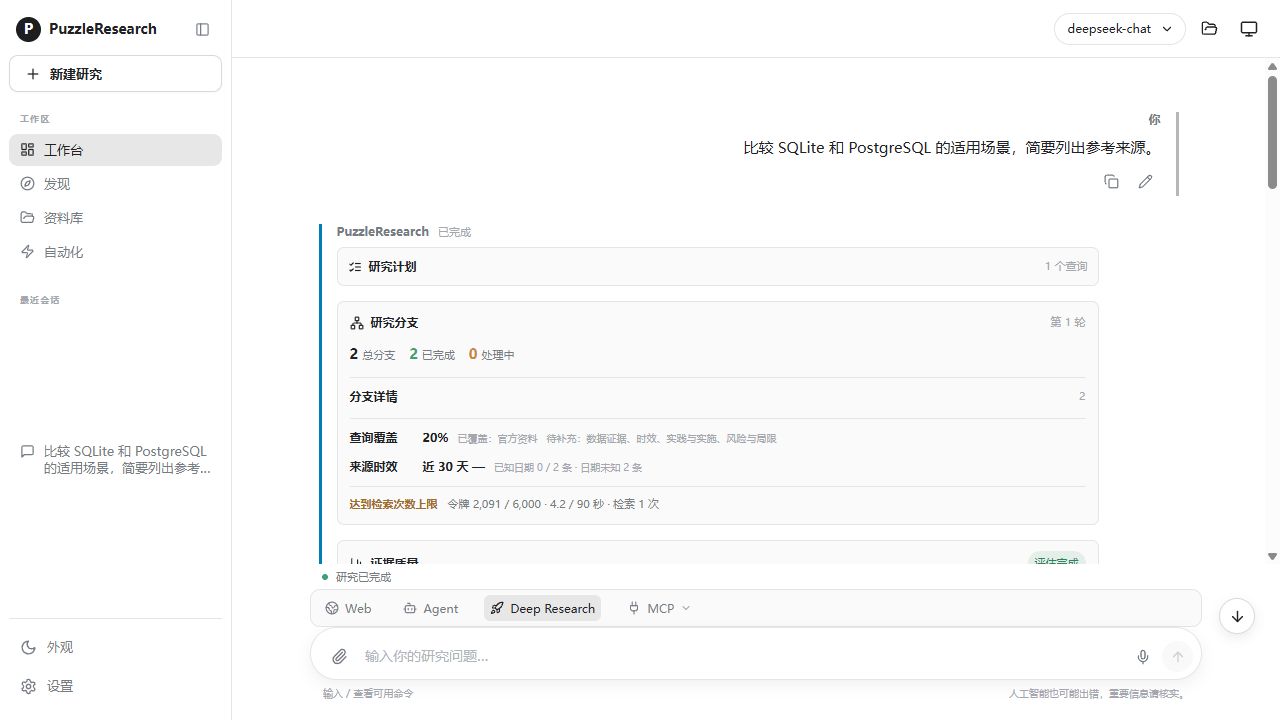 P PuzzleResearch
新建研究
工作区
工作台
发现
资料库
自动化
最近会话
比较 SQLite 和 PostgreSQL
的适用场景，简要列出参考...
外观
设置
deepseek-chat
你
比较 SQLite 和 PostgreSQL 的适用场景，简要列出参考来源。
PuzzleResearch 已完成
研究计划 1 个查询
研究分支 第 1 轮
2 总分支 2 已完成 0 处理中
分支详情 2
查询覆盖 20% 已覆盖：官方资料 待补充：数据证据、时效、实践与实施、风险与局限
来源时效 近 30 天 — 已知日期 0 / 2 条 · 日期未知 2 条
达到检索次数上限 令牌 2,091 / 6,000 · 4.2 / 90 秒 · 检索 1 次
证据质量 评估完成
研究已完成
Web Agent Deep Research MCP
输入你的研究问题...
输入 / 查看可用命令 人工智能也可能出错，重要信息请核实。